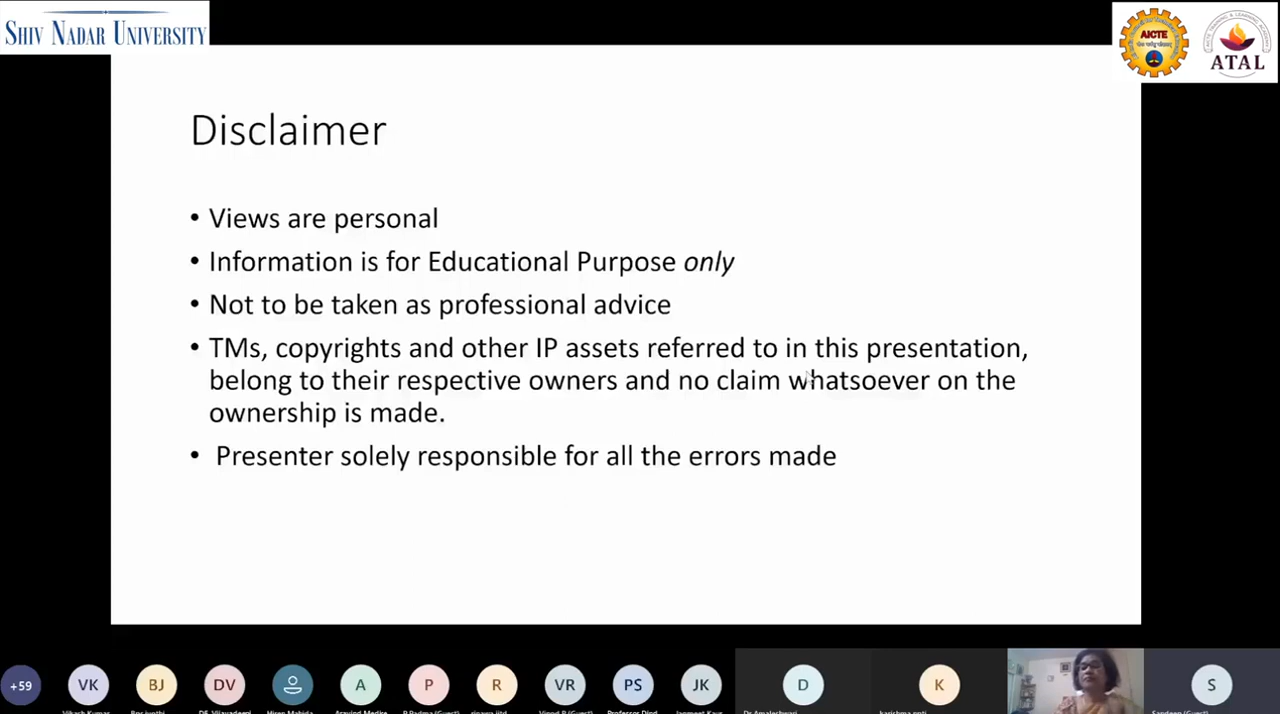 SHIV NADAR UNIVERSITY
AICTE
ATAL
Disclaimer
• Views are personal
• Information is for Educational Purpose only
• Not to be taken as professional advice
• TMs, copyrights and other IP assets referred to in this presentation,
belong to their respective owners and no claim whatsoever on the
ownership is made.
• Presenter solely responsible for all the errors made
+59 VK BJ DV A P R VR PS JK D K S